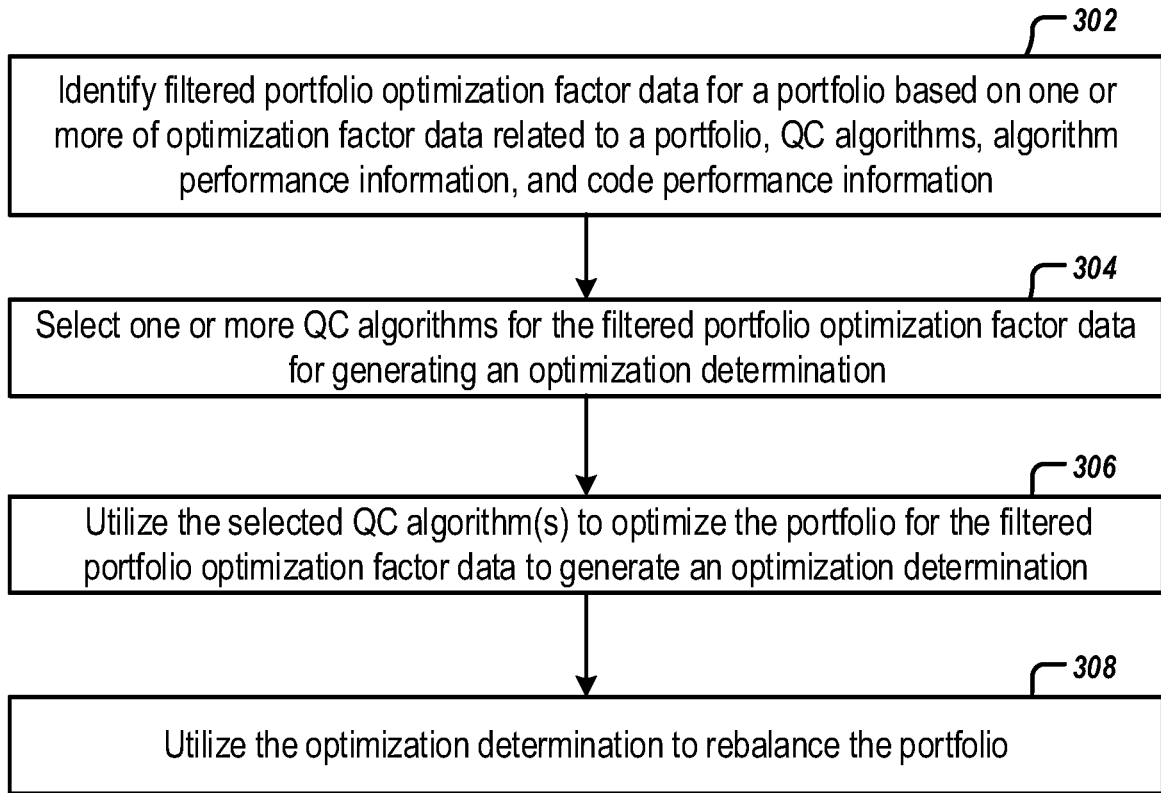 302
Identify filtered portfolio optimization factor data for a portfolio based on one or
more of optimization factor data related to a portfolio, QC algorithms, algorithm
performance information, and code performance information
304
Select one or more QC algorithms for the filtered portfolio optimization factor data
for generating an optimization determination
306
Utilize the selected QC algorithm(s) to optimize the portfolio for the filtered
portfolio optimization factor data to generate an optimization determination
308
Utilize the optimization determination to rebalance the portfolio